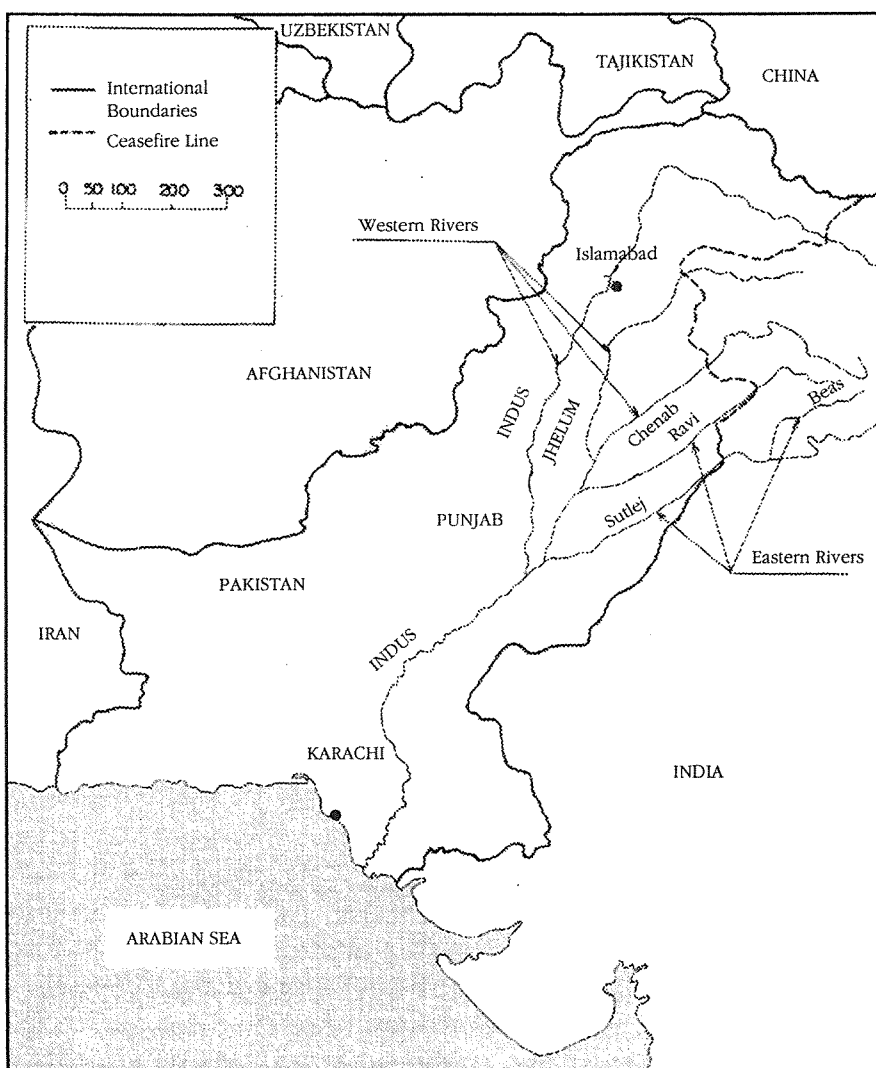 UZBEKISTAN
TAJIKISTAN
CHINA
International
Boundaries
Ceasefire Line
0 50 100 200 300
Western Rivers
Islamabad
AFGHANISTAN
INDUS
JHELUM
Chenab
Ravi
Beas
PUNJAB
Sutlej
Eastern Rivers
PAKISTAN
IRAN
INDUS
KARACHI
INDIA
ARABIAN SEA